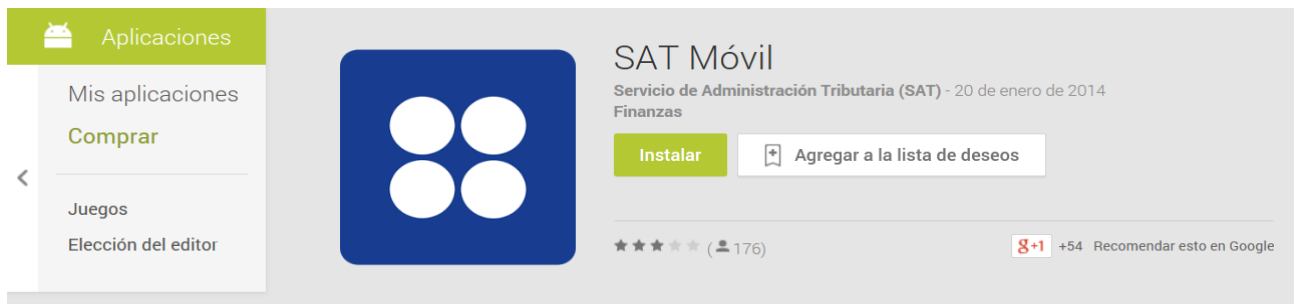 Aplicaciones
Mis aplicaciones
Comprar
Juegos
Elección del editor
SAT Móvil
Servicio de Administración Tributaria (SAT) - 20 de enero de 2014
Finanzas
Instalar
Agregar a la lista de deseos
(176)
g+1 +54 Recomendar esto en Google